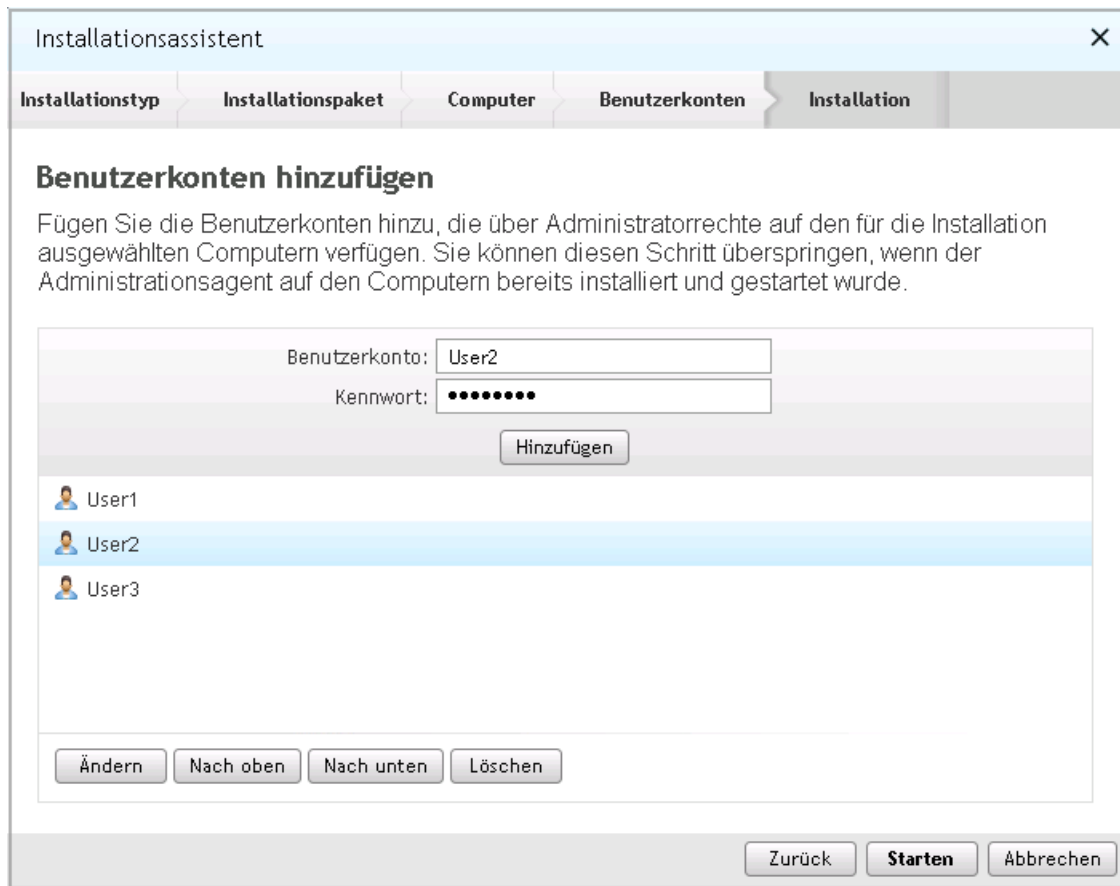 Installationsassistent
Installationstyp Installationspaket Computer Benutzerkonten Installation
Benutzerkonten hinzufügen
Fügen Sie die Benutzerkonten hinzu, die über Administratorrechte auf den für die Installation
ausgewählten Computern verfügen. Sie können diesen Schritt überspringen, wenn der
Administrationsagent auf den Computern bereits installiert und gestartet wurde.
Benutzerkonto: User2
Kennwort: ••••••••
Hinzufügen
User1
User2
User3
Ändern Nach oben Nach unten Löschen
Zurück Starten Abbrechen